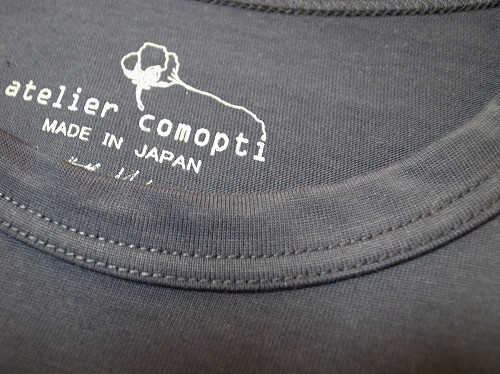 atelier comopti
MADE IN JAPAN